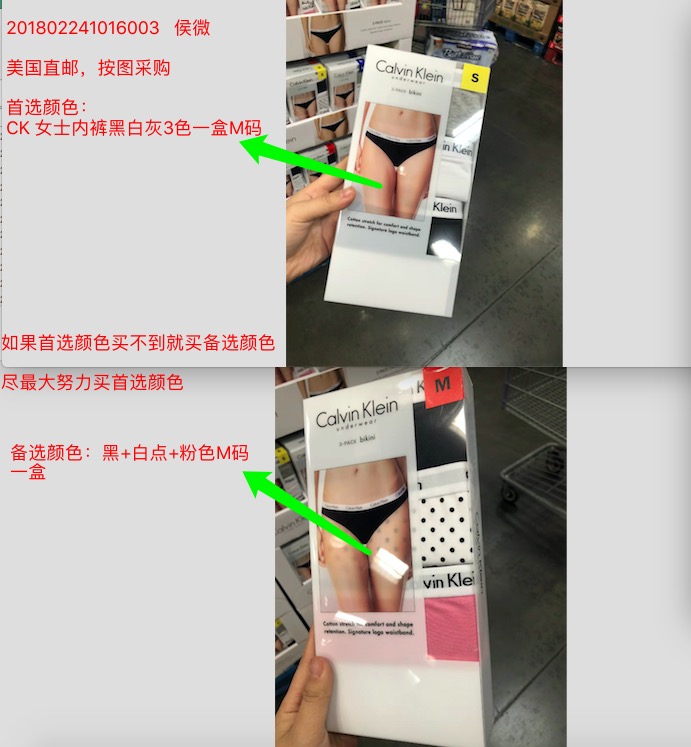 201802241016003 侯微
美国直邮，按图采购
首选颜色：
CK 女士内裤黑白灰3色一盒M码
Calvin Klein
underwear
S
3-PACK bikini
in Klein
Klein
Cotton stretch for comfort and shape
retention. Signature logo waistband.
如果首选颜色买不到就买备选颜色
尽最大努力买首选颜色
K
M
Calvin Klein
underwear
3-PACK bikini
备选颜色：黑+白点+粉色M码
一盒
Calvin Klein
vin Klei
Cotton stretch for comfort and shape
retention. Signature logo waistband.